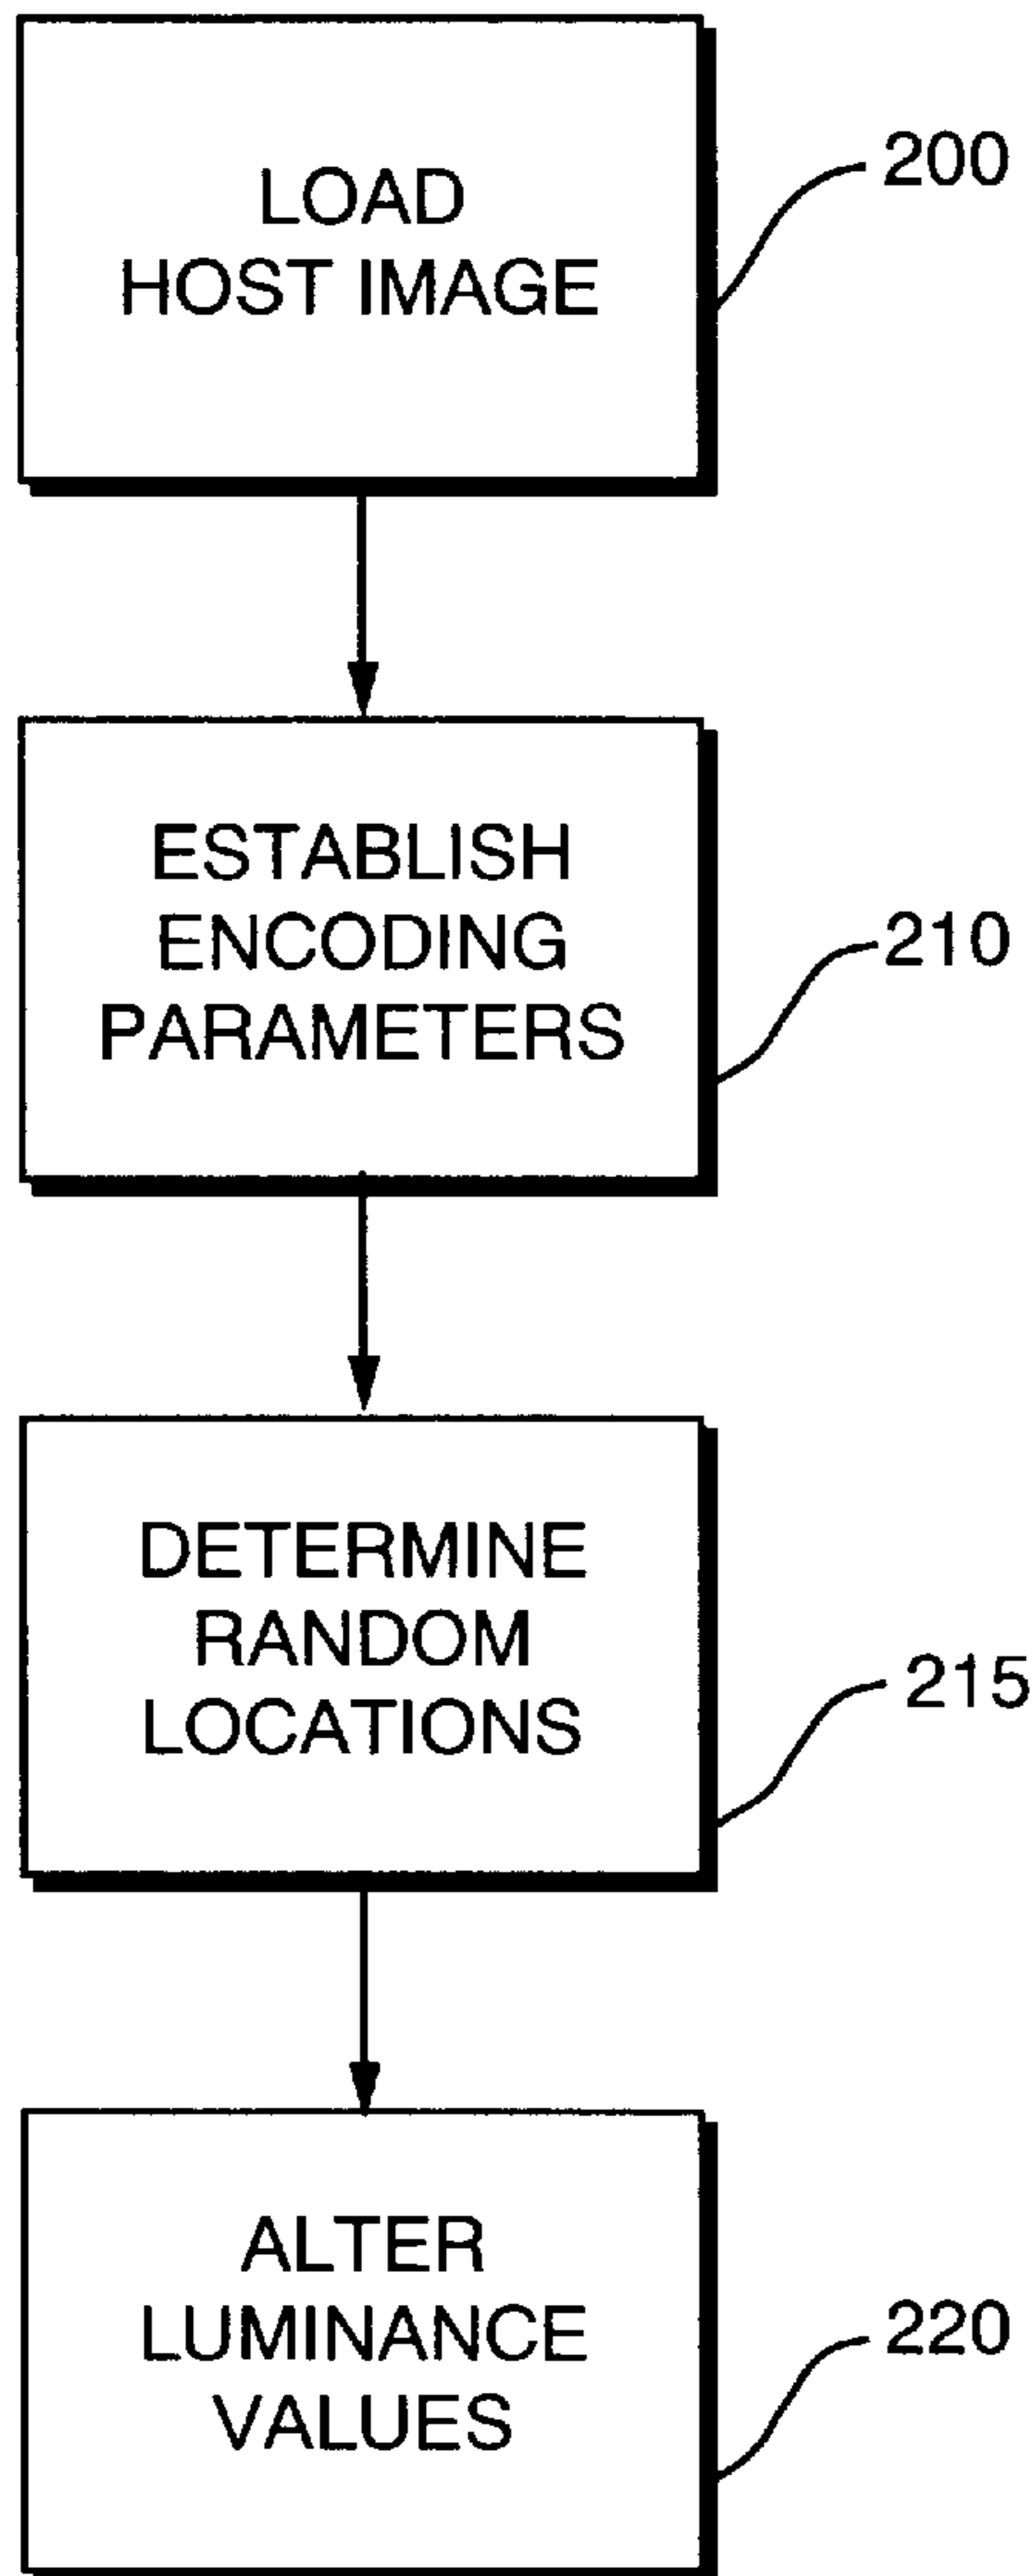 LOAD
HOST IMAGE
200
ESTABLISH
ENCODING
PARAMETERS
210
DETERMINE
RANDOM
LOCATIONS
215
ALTER
LUMINANCE
VALUES
220